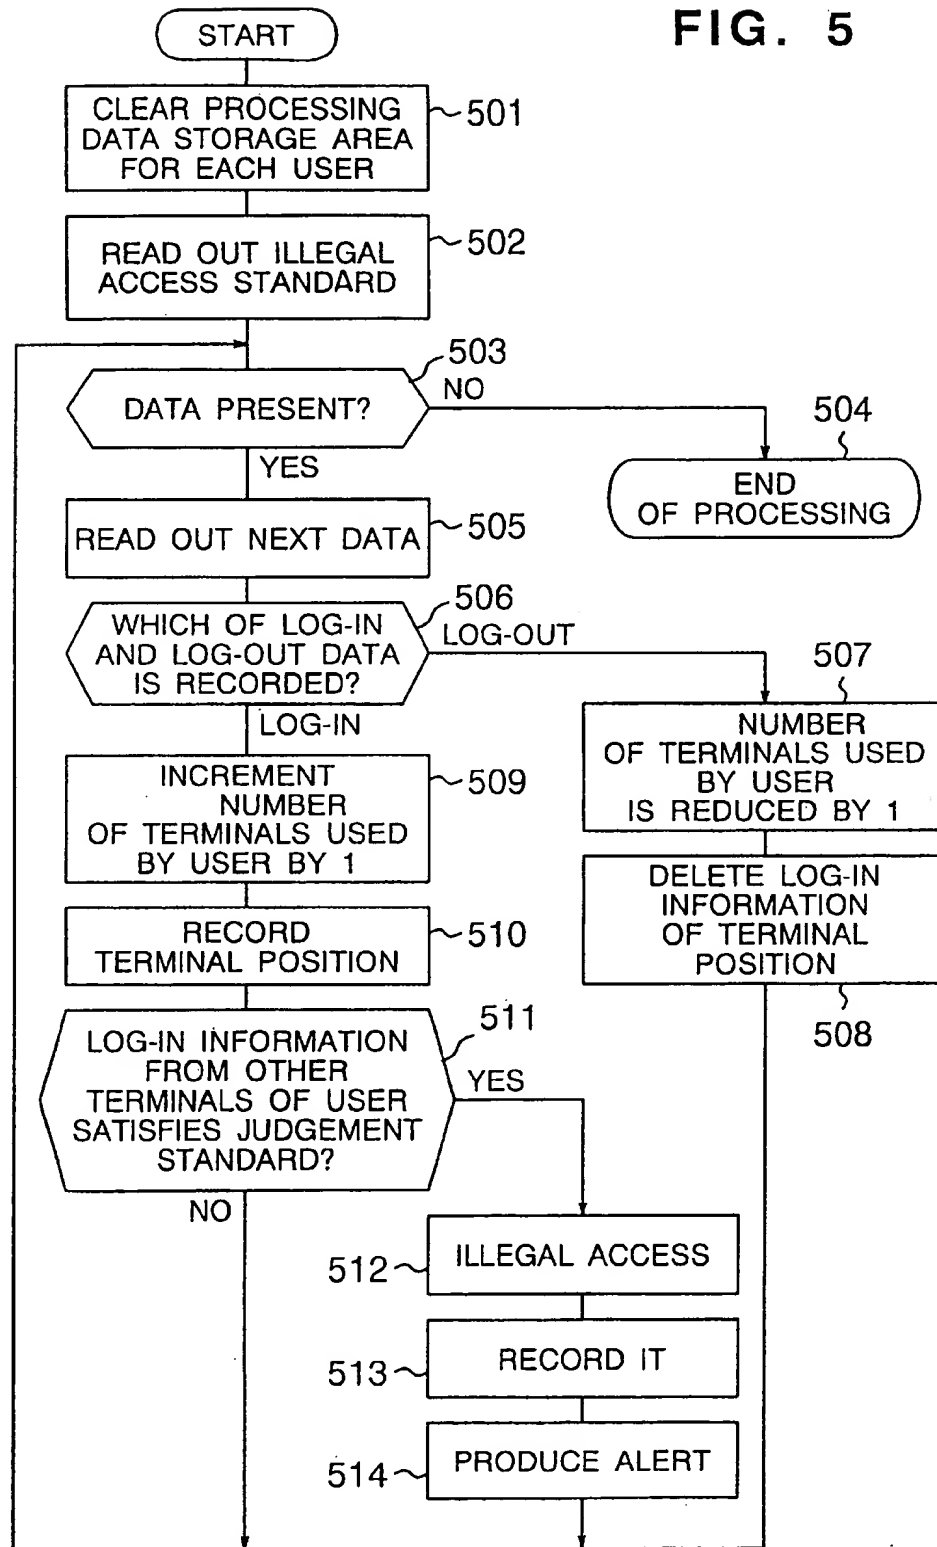 FIG. 5
START
CLEAR PROCESSING
DATA STORAGE AREA
FOR EACH USER
501
READ OUT ILLEGAL
ACCESS STANDARD
502
503
DATA PRESENT?
NO
YES
504
END
OF PROCESSING
READ OUT NEXT DATA
505
506
WHICH OF LOG-IN
AND LOG-OUT DATA
IS RECORDED?
LOG-OUT
LOG-IN
507
NUMBER
OF TERMINALS USED
BY USER
IS REDUCED BY 1
INCREMENT
NUMBER
OF TERMINALS USED
BY USER BY 1
509
DELETE LOG-IN
INFORMATION
OF TERMINAL
POSITION
508
RECORD
TERMINAL POSITION
510
511
LOG-IN INFORMATION
FROM OTHER
TERMINALS OF USER
SATISFIES JUDGEMENT
STANDARD?
YES
NO
ILLEGAL ACCESS
512
RECORD IT
513
PRODUCE ALERT
514